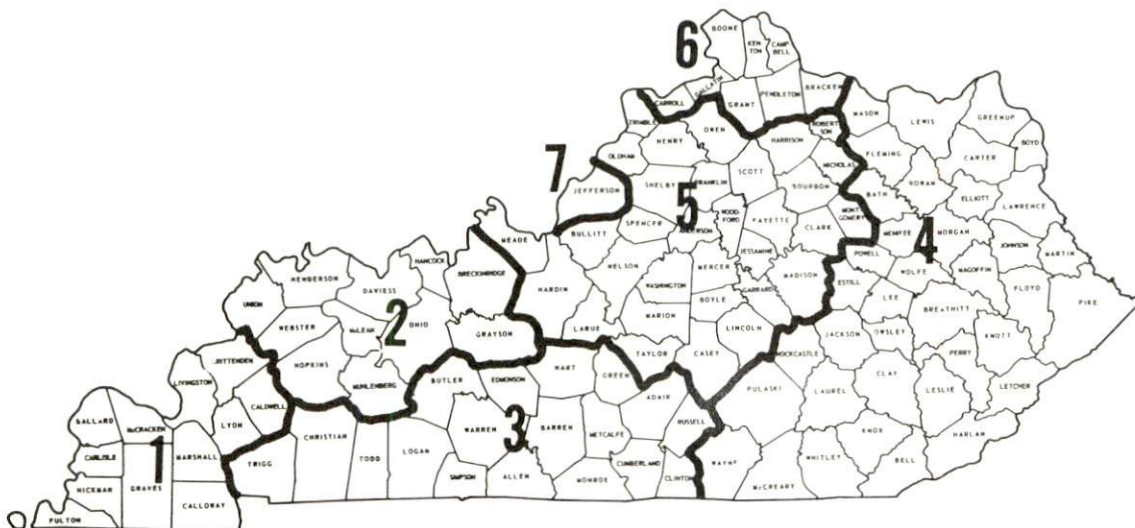 6
BOONE
KEN
TON
CAMP
BELL
GALLATIN
CARROLL
GRANT
PENDLETON
BRACKEN
TRIMBLE
OWEN
ROBERT
SON
MASON
LEWIS
GREENUP
HENRY
HARRISON
BOYD
7
OLDHAM
FLEMING
CARTER
NICHOLAS
SHELBY
FRANKLIN
SCOTT
ROWAN
JEFFERSON
BOURBON
BATH
ELLIOTT
LAWRENCE
5
WOOD-
FORD
MONT
GOMERY
SPENCER
FAYETTE
ANDERSON
CLARK
MENIFEE
4
MORGAN
BULLITT
MEADE
JESSAMINE
POWELL
JOHNSON
MARTIN
HANCOCK
BRECKINRIDGE
NELSON
MERCER
MADISON
WOLFE
MAGOFFIN
HENDERSON
DAVIESS
HARDIN
WASHINGTON
GARRARD
ESTILL
FLOYD
UNION
MARION
BOYLE
LEE
BREATHITT
PIKE
WEBSTER
McLEAN
2
OHIO
GRAYSON
LARUE
LINCOLN
JACKSON
OWSLEY
KNOTT
TAYLOR
CASEY
ROCKCASTLE
PERRY
RITTENDEN
HOPKINS
HART
GREEN
CLAY
LIVINGSTON
MUHLENBERG
BUTLER
EDMONSON
PULASKI
LAUREL
LESLIE
LETCHER
CALDWELL
ADAIR
BALLARD
McCRACKEN
LYON
CHRISTIAN
WARREN
3
BARREN
METCALFE
RUSSELL
KNOX
HARLAN
1
CARLISLE
MARSHALL
TRIGG
TODD
LOGAN
CUMBERLAND
WAYNE
WHITLEY
BELL
HICKMAN
GRAVES
SIMPSON
ALLEN
MONROE
CLINTON
McCREARY
CALLOWAY
FULTON